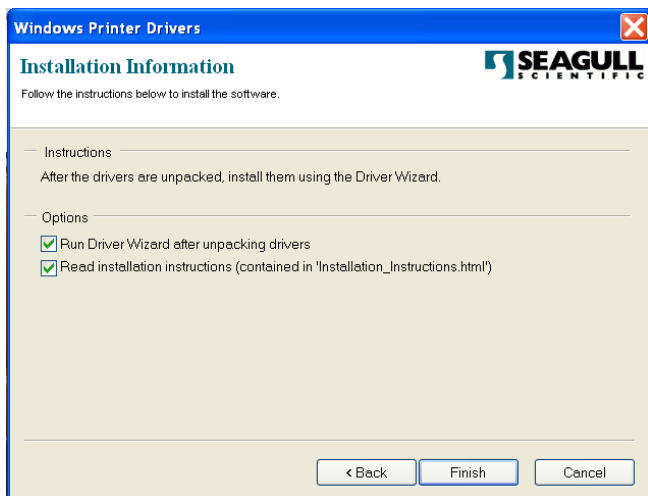 Windows Printer Drivers
Installation Information
SEAGULL
SCIENTIFIC
Follow the instructions below to install the software.
Instructions
After the drivers are unpacked, install them using the Driver Wizard.
Options
Run Driver Wizard after unpacking drivers
Read installation instructions (contained in 'Installation_Instructions.html')
< Back Finish Cancel